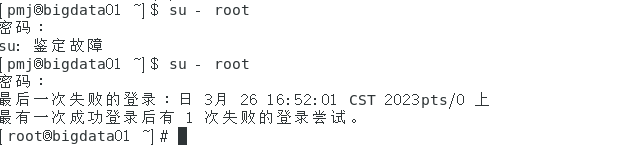 [pmj@bigdata01 ~]$ su - root
密码：
su: 鉴定故障
[pmj@bigdata01 ~]$ su - root
密码：
最后一次失败的登录：日 3月 26 16:52:01 CST 2023pts/0 上
最有一次成功登录后有 1 次失败的登录尝试。
[root@bigdata01 ~]#